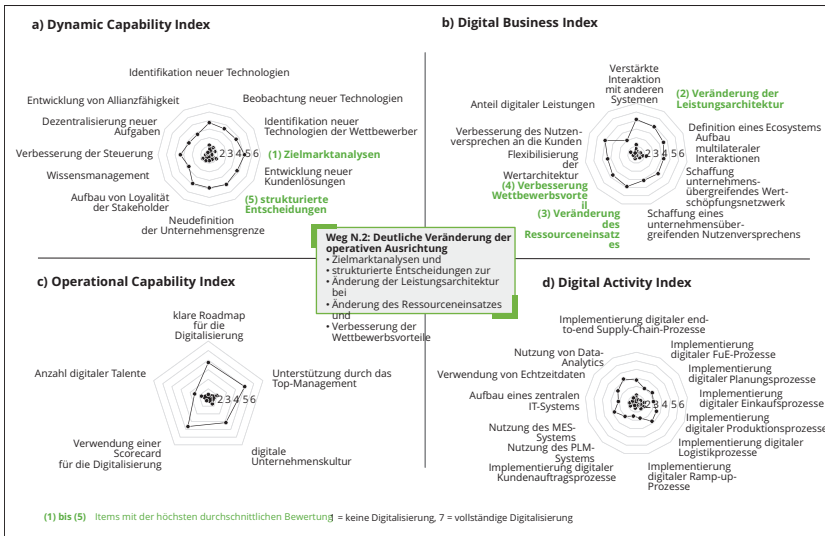 a) Dynamic Capability Index
Identifikation neuer Technologien
Entwicklung von Allianzfähigkeit
Beobachtung neuer Technologien
Dezentralisierung neuer
Aufgaben
Identifikation neuer
Technologien der Wettbewerber
Verbesserung der Steuerung
2 3 4 5 6
(1) Zielmarktanalysen
Wissensmanagement
Entwicklung neuer
Kundenlösungen
Aufbau von Loyalität
der Stakeholder
(5) strukturierte
Entscheidungen
Neudefinition
der Unternehmensgrenze
b) Digital Business Index
Verstärkte
Interaktion
mit anderen
Systemen
(2) Veränderung der
Leistungsarchitektur
Anteil digitaler Leistungen
Definition eines Ecosystems
Verbesserung des Nutzen-
versprechen an die Kunden
Aufbau
multilateraler
Interaktionen
2 3 4 5 6
Flexibilisierung
der
Wertarchitektur
Schaffung
unternehmens-
übergreifendes Wert-
schöpfungsnetzwerk
(4) Verbesserung
Wettbewerbsvorte
il
(3) Veränderung
des
Ressourceneinsatz
es
Schaffung eines
unternehmensüber-
greifenden Nutzenversprechens
Weg N.2: Deutliche Veränderung der
operativen Ausrichtung
• Zielmarktanalysen und
• strukturierte Entscheidungen zur
• Änderung der Leistungsarchitektur
bei
• Änderung des Ressourceneinsatzes
und
• Verbesserung der
Wettbewerbsvorteile
c) Operational Capability Index
klare Roadmap
für die
Digitalisierung
Anzahl digitaler Talente
Unterstützung durch das
Top-Management
2 3 4 5 6
Verwendung einer
Scorecard
für die Digitalisierung
digitale
Unternehmenskultur
d) Digital Activity Index
Implementierung digitaler end-
to-end Supply-Chain-Prozesse
Nutzung von Data-
Analytics
Implementierung
digitaler FuE-Prozesse
Verwendung von Echtzeitdaten
Implementierung
digitaler Planungsprozesse
Aufbau eines zentralen
IT-Systems
Implementierung
digitaler Einkaufsprozesse
2 3 4 5 6
Implementierung
digitaler Produktionsprozesse
Nutzung des MES-
Systems
Implementierung digitaler
Logistikprozesse
Nutzung des PLM-
Systems
Implementierung digitaler
Kundenauftragsprozesse
Implementierung
digitaler Ramp-up-
Prozesse
(1) bis (5) Items mit der höchsten durchschnittlichen Bewertung
1 = keine Digitalisierung, 7 = vollständige Digitalisierung